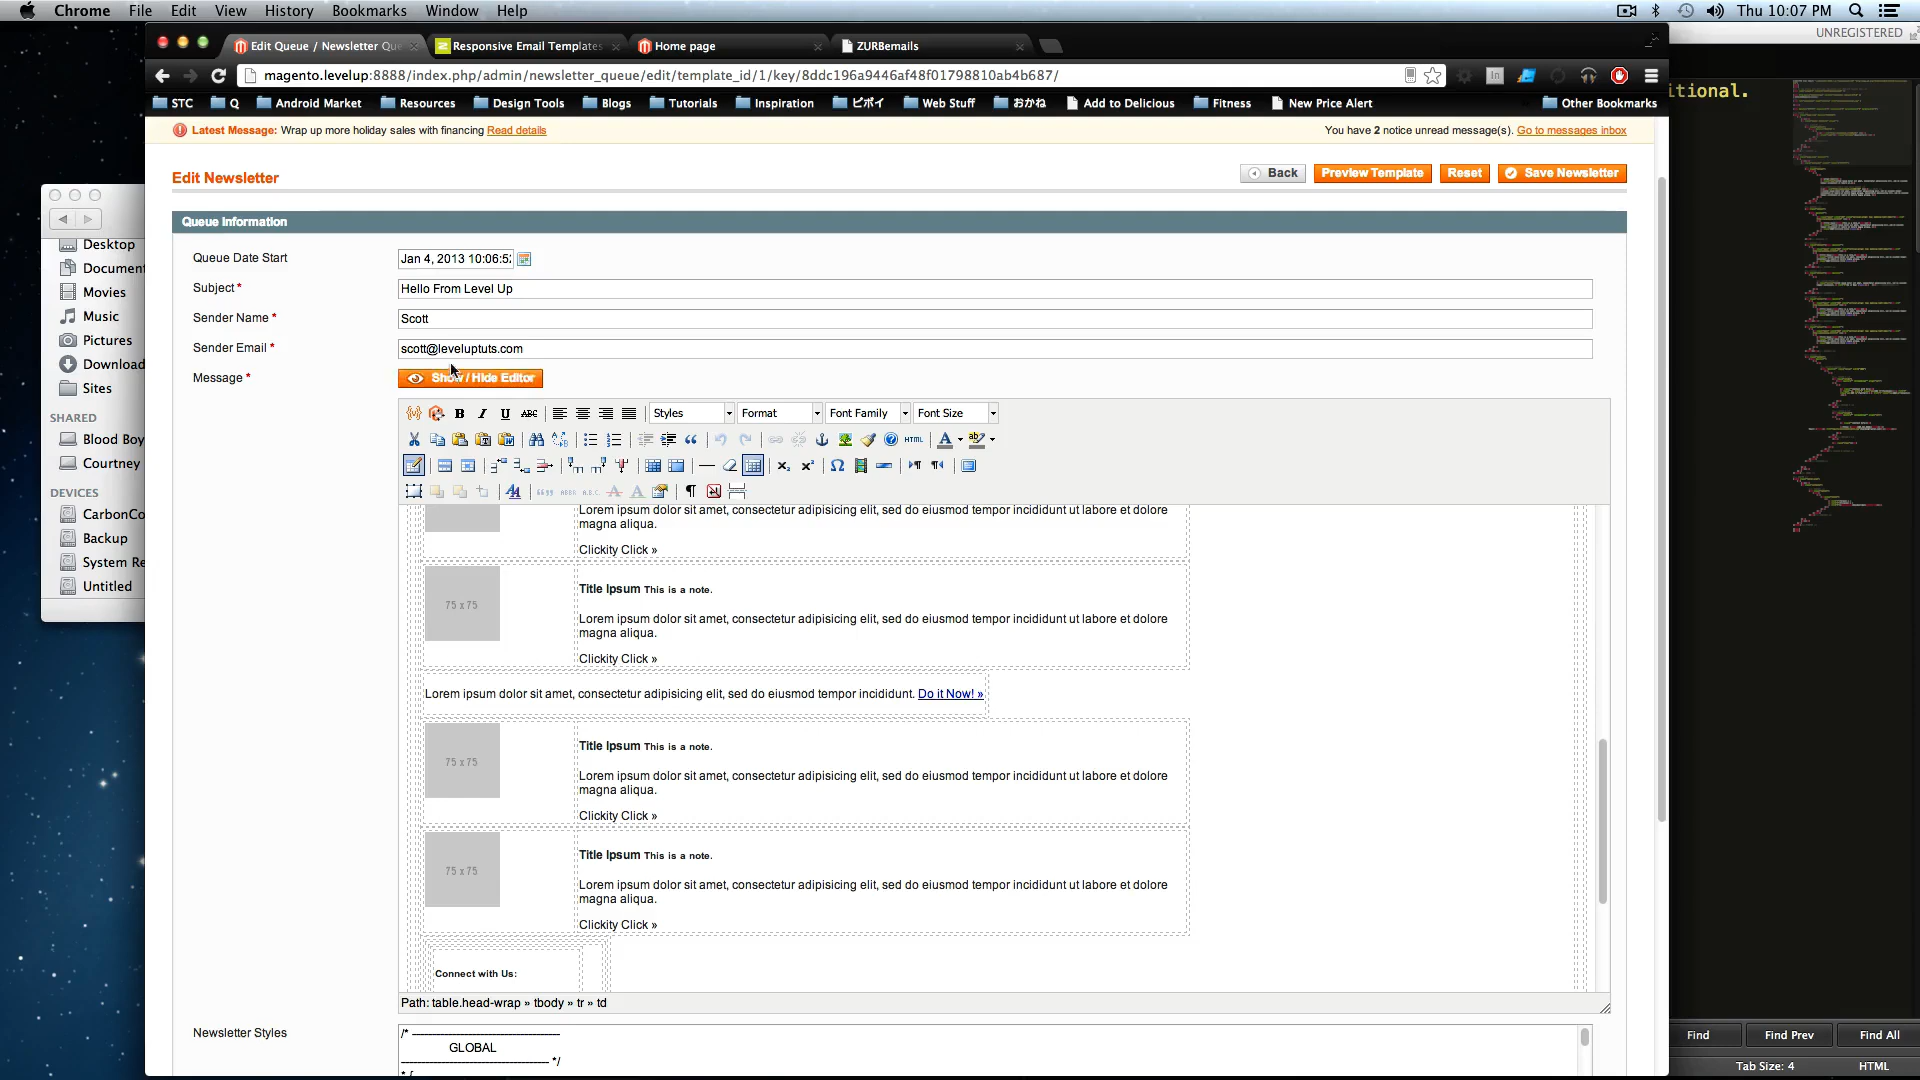 Chrome File Edit View History Bookmarks Window Help Thu 10:07 PM
UNREGISTERED
Edit Queue / Newsletter Que
Responsive Email Templates
Home page
ZURBemails
magento.levelup:8888/index.php/admin/newsletter_queue/edit/template_id/1/key/8ddc196a9446af48f01798810ab4b687/
STC Q Android Market Resources Design Tools Blogs Tutorials Inspiration ビボイ Web Stuff おかね Add to Delicious Fitness New Price Alert Other Bookmarks
itional.
Latest Message: Wrap up more holiday sales with financing Read details
You have 2 notice unread message(s). Go to messages inbox
Edit Newsletter
Back Preview Template Reset Save Newsletter
Queue Information
Queue Date Start Jan 4, 2013 10:06:52
Subject * Hello From Level Up
Sender Name * Scott
Sender Email * scott@leveluptuts.com
Message * Show / Hide Editor
Desktop
Document
Movies
Music
Pictures
Download
Sites
SHARED
Blood Boy
Courtney
DEVICES
CarbonCo
Backup
System Re
Untitled
B I U ABC Styles Format Font Family Font Size
HTML
Lorem ipsum dolor sit amet, consectetur adipisicing elit, sed do eiusmod tempor incididunt ut labore et dolore
magna aliqua.
Clickity Click »
75 x 75
Title Ipsum This is a note.
Lorem ipsum dolor sit amet, consectetur adipisicing elit, sed do eiusmod tempor incididunt ut labore et dolore
magna aliqua.
Clickity Click »
Lorem ipsum dolor sit amet, consectetur adipisicing elit, sed do eiusmod tempor incididunt. Do it Now! »
75 x 75
Title Ipsum This is a note.
Lorem ipsum dolor sit amet, consectetur adipisicing elit, sed do eiusmod tempor incididunt ut labore et dolore
magna aliqua.
Clickity Click »
75 x 75
Title Ipsum This is a note.
Lorem ipsum dolor sit amet, consectetur adipisicing elit, sed do eiusmod tempor incididunt ut labore et dolore
magna aliqua.
Clickity Click »
Connect with Us:
Path: table.head-wrap » tbody » tr » td
Newsletter Styles
/* ----------------------------------------
GLOBAL
---------------------------------------- */
* {
Find Find Prev Find All
Tab Size: 4 HTML